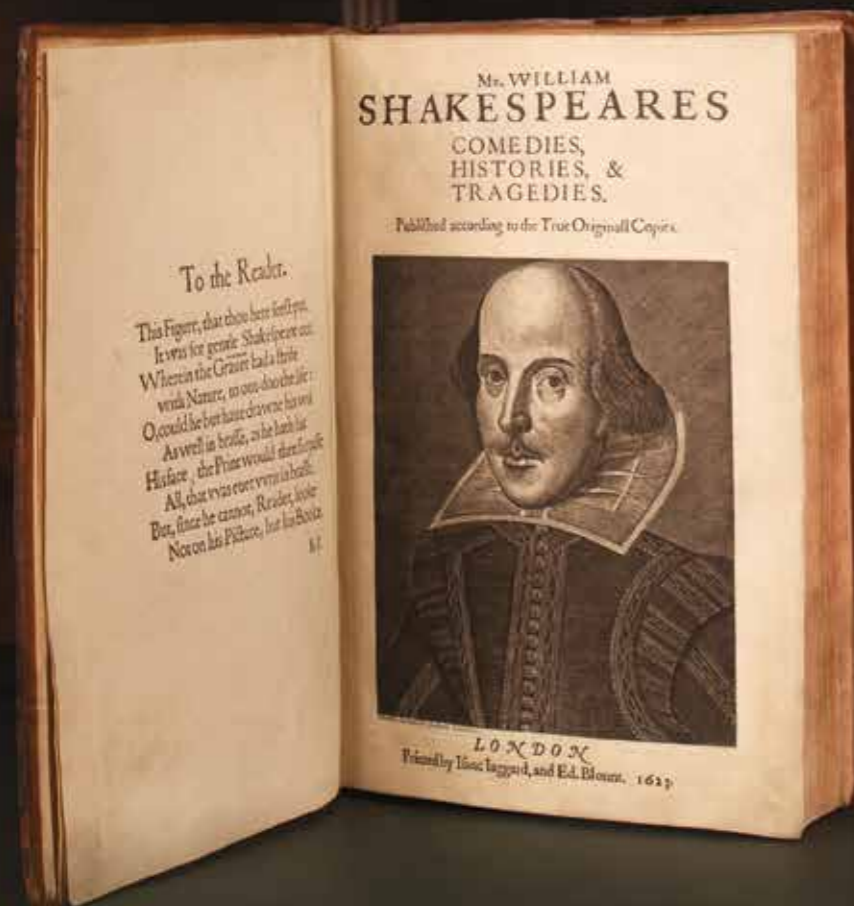 To the Reader.
This Figure, that thou here seest put,
It was for gentle Shakespeare cut;
Wherein the Grauer had a strife
with Nature, to out-doo the life:
O, could he but haue drawne his wit
As well in brasse, as he hath hit
His face, the Print would then surpasse
All, that vvas euer vvrit in brasse.
But, since he cannot, Reader, looke
Not on his Picture, but his Booke.
B.I.
Mr. WILLIAM
SHAKESPEARES
COMEDIES,
HISTORIES, &
TRAGEDIES.
Published according to the True Originall Copies.
LONDON
Printed by Isaac Iaggard, and Ed. Blount. 1623